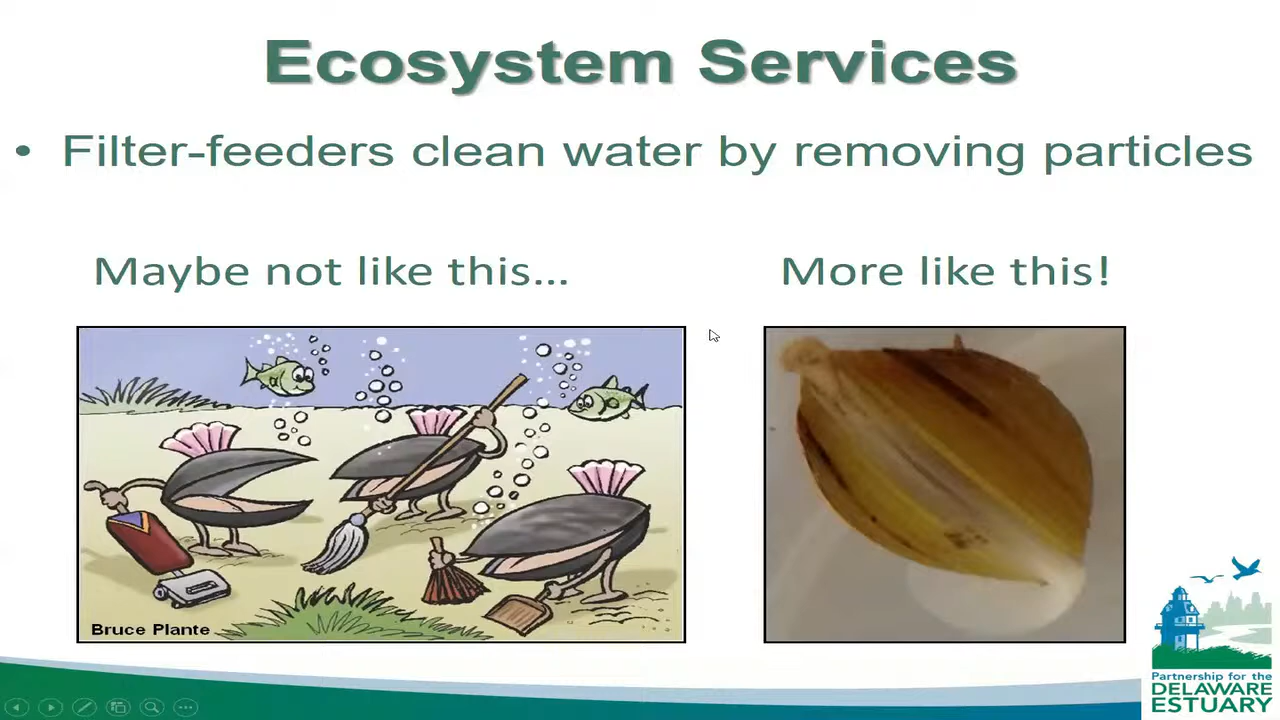 Ecosystem Services
• Filter-feeders clean water by removing particles
Maybe not like this...
More like this!
Bruce Plante
Partnership for the
DELAWARE
ESTUARY